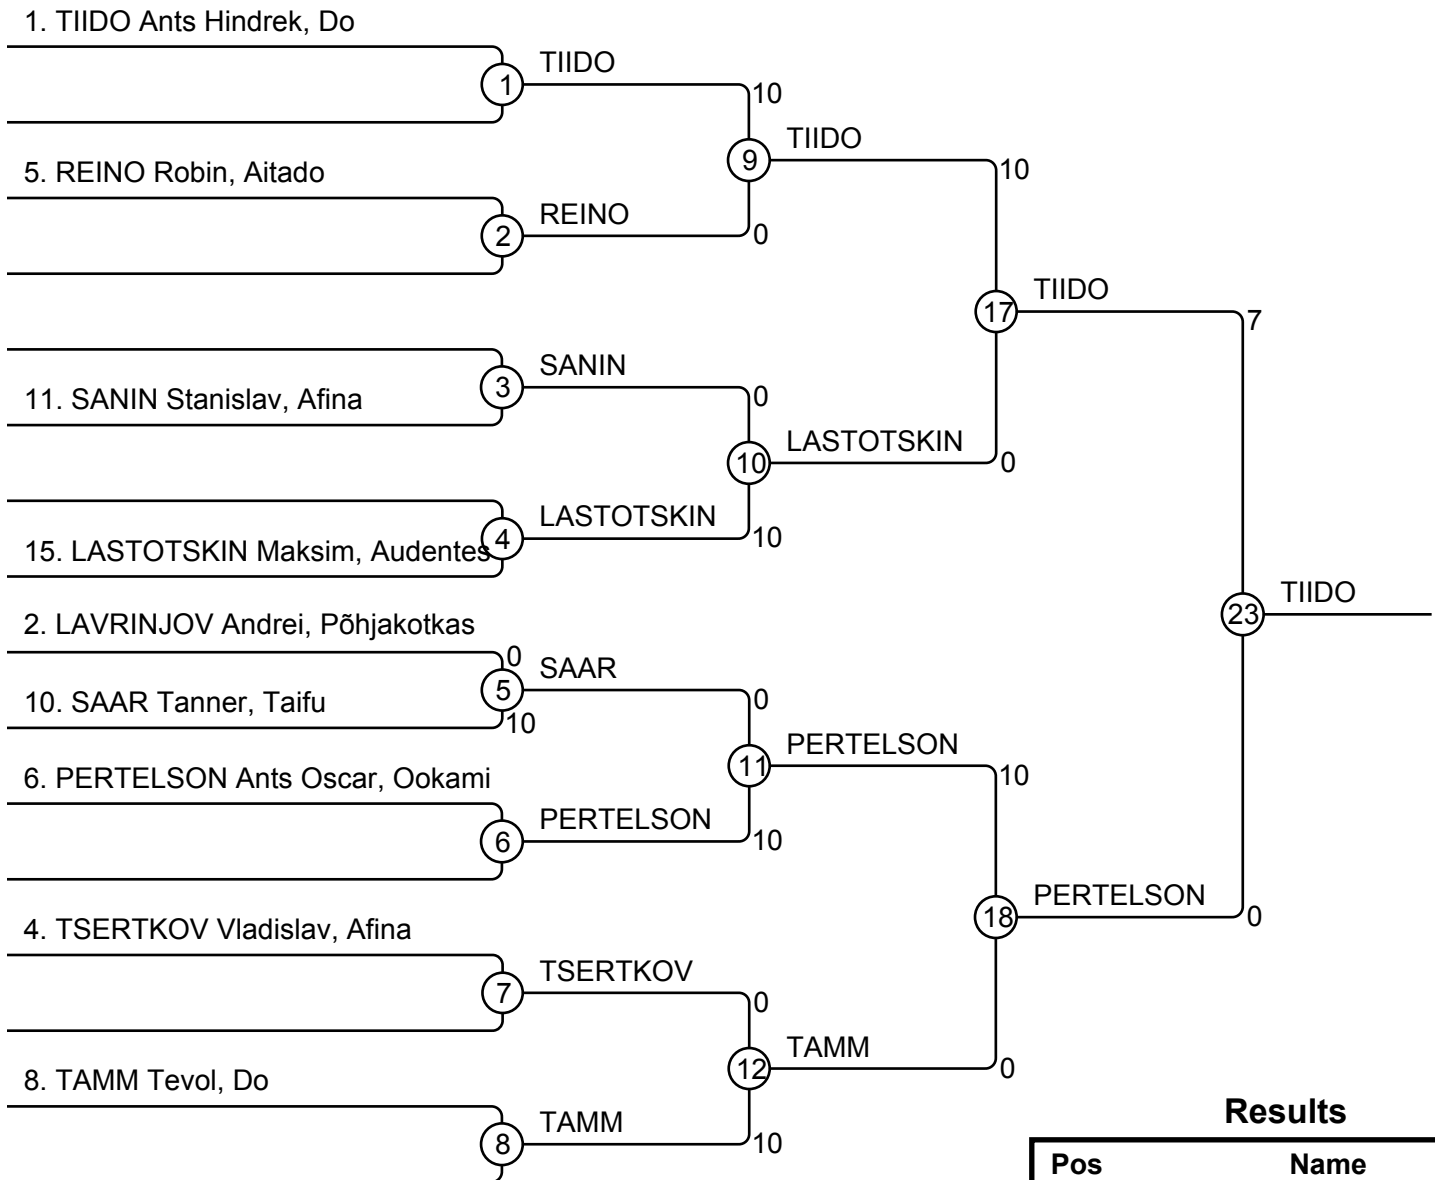 1. TIIDO Ants Hindrek, Do
TIIDO
1
10
TIIDO
9
10
5. REINO Robin, Aitado
REINO
2
0
TIIDO
17
7
SANIN
3
0
11. SANIN Stanislav, Afina
LASTOTSKIN
10
0
LASTOTSKIN
4
10
15. LASTOTSKIN Maksim, Audentes
TIIDO
23
2. LAVRINJOV Andrei, Põhjakotkas
0
SAAR
5
0
10. SAAR Tanner, Taifu
10
PERTELSON
11
10
6. PERTELSON Ants Oscar, Ookami
PERTELSON
6
10
PERTELSON
18
0
4. TSERTKOV Vladislav, Afina
TSERTKOV
7
0
TAMM
12
0
8. TAMM Tevol, Do
TAMM
8
10
Results
Pos Name